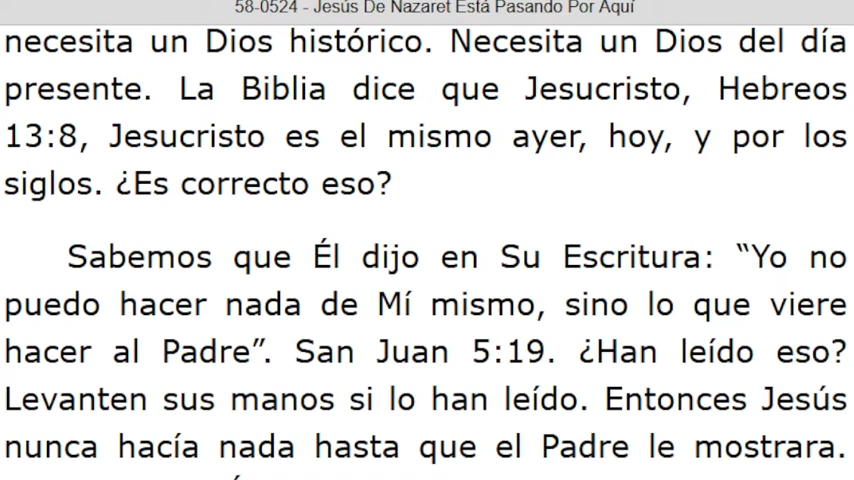 58-0524 - Jesús De Nazaret Está Pasando Por Aquí
necesita un Dios histórico. Necesita un Dios del día
presente. La Biblia dice que Jesucristo, Hebreos
13:8, Jesucristo es el mismo ayer, hoy, y por los
siglos. ¿Es correcto eso?
Sabemos que Él dijo en Su Escritura: “Yo no
puedo hacer nada de Mí mismo, sino lo que viere
hacer al Padre”. San Juan 5:19. ¿Han leído eso?
Levanten sus manos si lo han leído. Entonces Jesús
nunca hacía nada hasta que el Padre le mostrara.